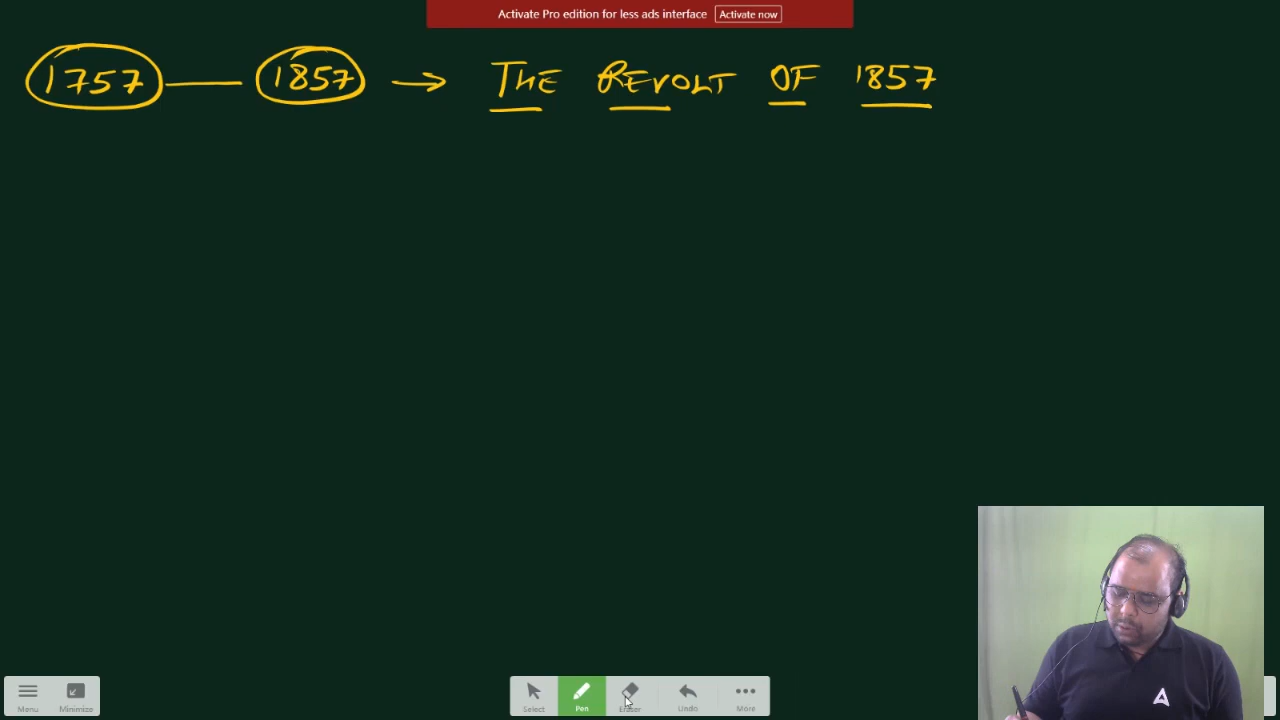 Activate Pro edition for less ads interface Activate now
1757 — 1857 → THE REVOLT OF 1857
Menu Minimize Select Pen Eraser Undo More